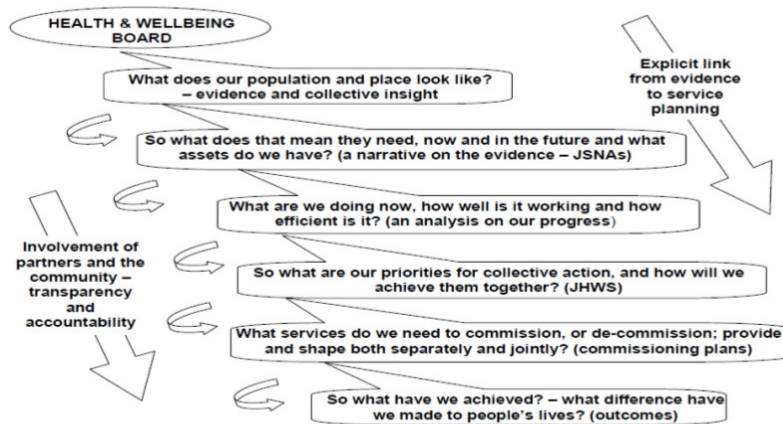 HEALTH & WELLBEING
BOARD
What does our population and place look like?
– evidence and collective insight
Explicit link
from evidence
to service
planning
So what does that mean they need, now and in the future and what
assets do we have? (a narrative on the evidence – JSNAs)
What are we doing now, how well is it working and how
efficient is it? (an analysis on our progress)
Involvement of
partners and the
community –
transparency
and
accountability
So what are our priorities for collective action, and how will we
achieve them together? (JHWS)
What services do we need to commission, or de-commission; provide
and shape both separately and jointly? (commissioning plans)
So what have we achieved? – what difference have
we made to people's lives? (outcomes)